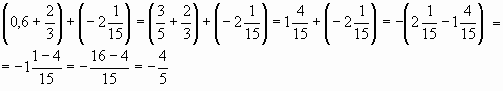 (0,6 + 2/3) + (− 2 1/15) = (3/5 + 2/3) + (− 2 1/15) = 1 4/15 + (− 2 1/15) = −(2 1/15 − 1 4/15) =
= −1 (1 − 4)/15 = − (16 − 4)/15 = − 4/5